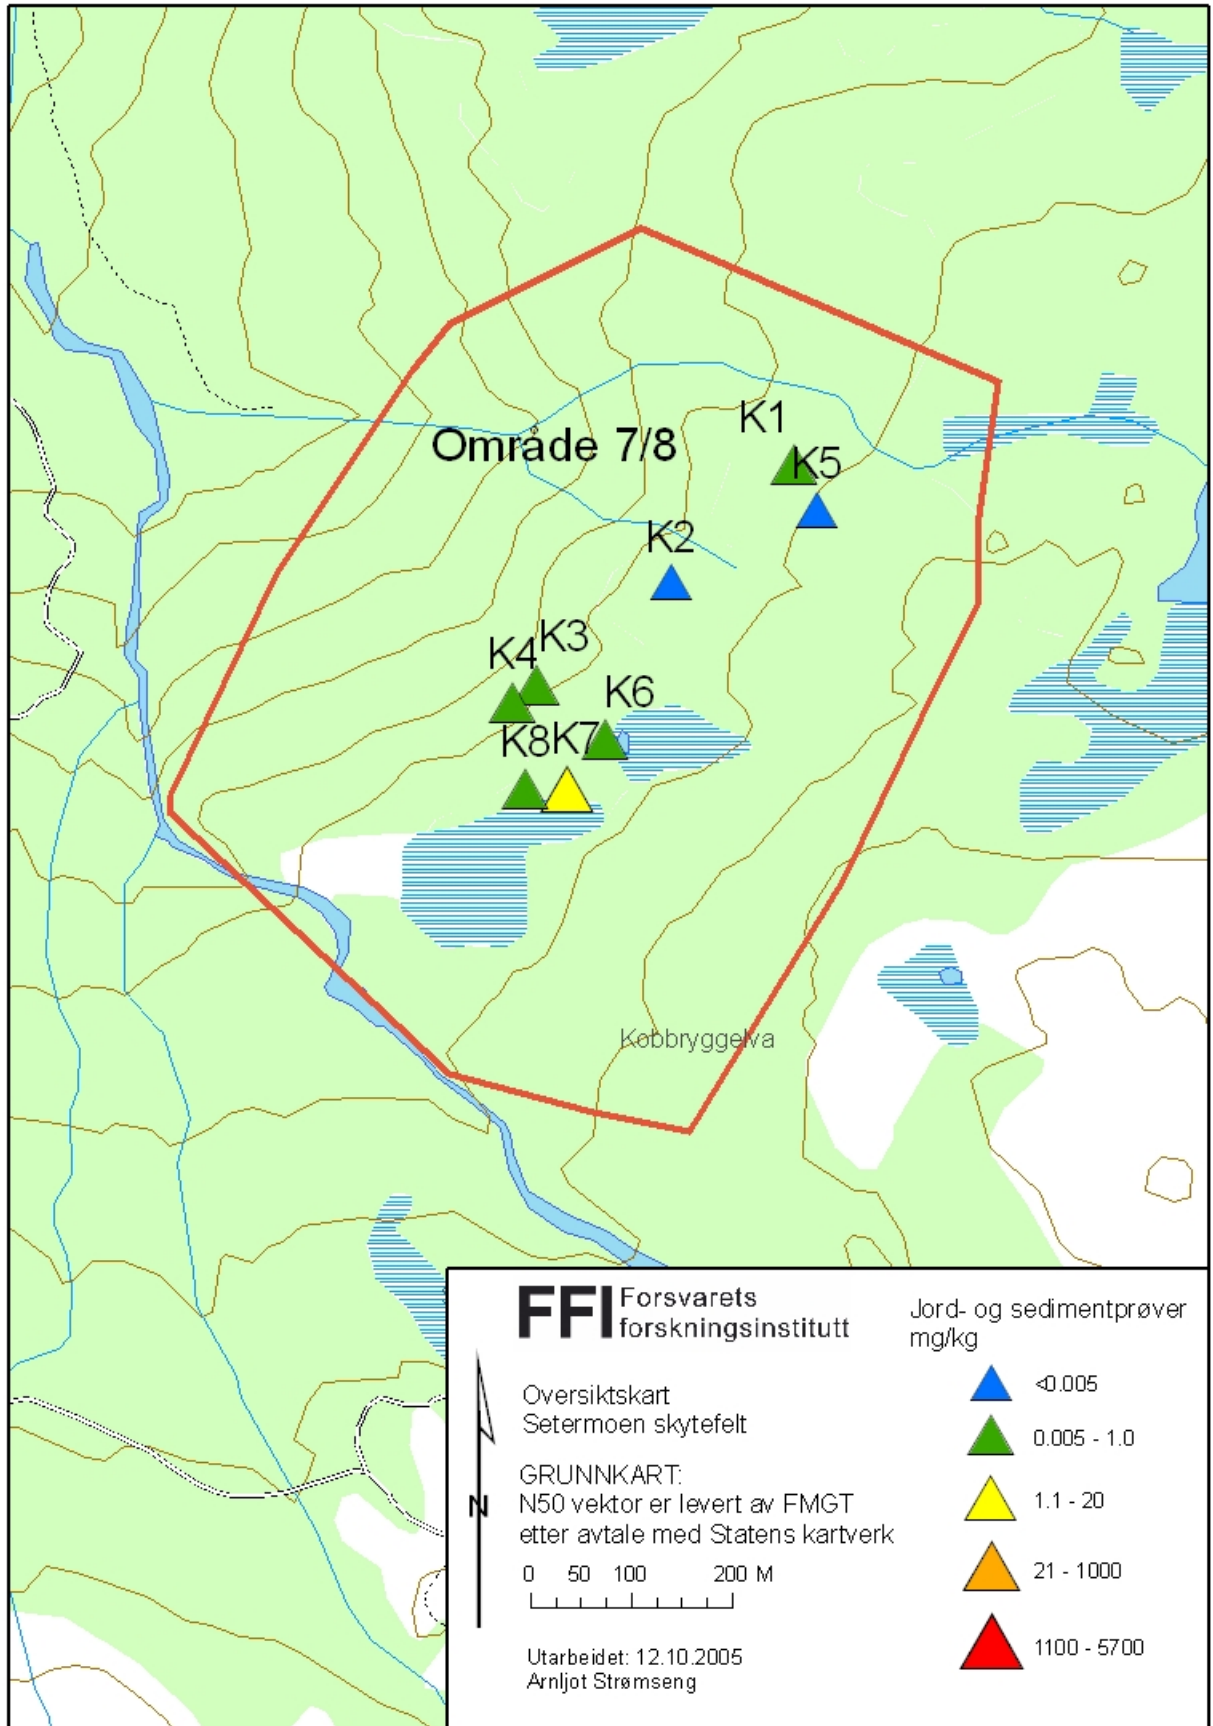 K1
Område 7/8
K5
K2
K3
K4
K6
K8
K7
Kobbryggelva
FFI Forsvarets
forskningsinstitutt
Oversiktskart
Setermoen skytefelt
GRUNNKART:
N50 vektor er levert av FMGT
etter avtale med Statens kartverk
N
0 50 100 200 M
Utarbeidet: 12.10.2005
Arnljot Strømseng
Jord- og sedimentprøver
mg/kg
<0.005
0.005 - 1.0
1.1 - 20
21 - 1000
1100 - 5700